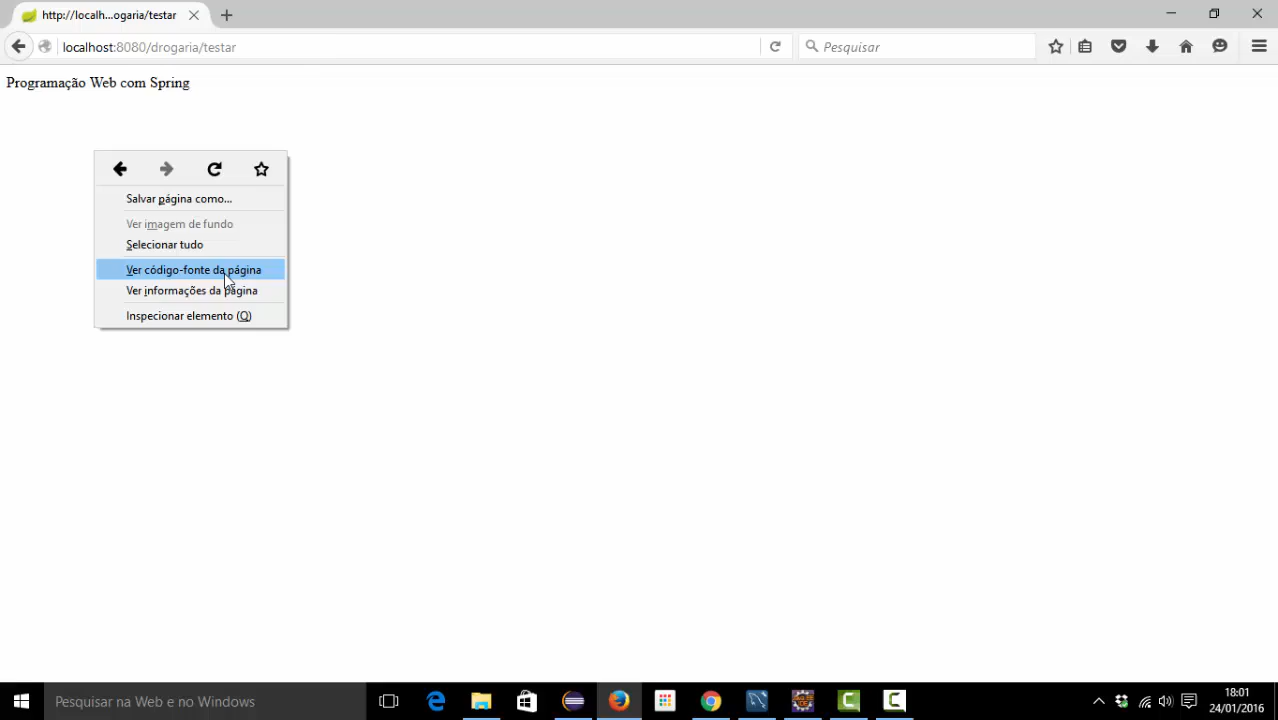 http://localh...ogaria/testar
localhost:8080/drogaria/testar
Pesquisar
Programação Web com Spring
Salvar página como...
Ver imagem de fundo
Selecionar tudo
Ver código-fonte da página
Ver informações da página
Inspecionar elemento (Q)
Pesquisar na Web e no Windows
18:01
24/01/2016